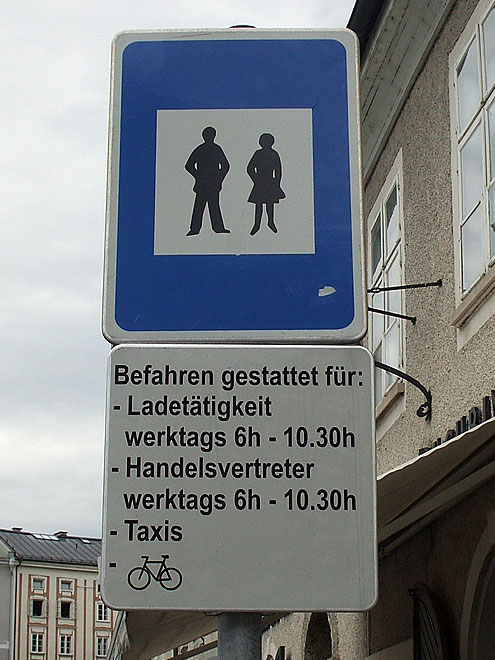 Befahren gestattet für:
- Ladetätigkeit
werktags 6h - 10.30h
- Handelsvertreter
werktags 6h - 10.30h
- Taxis
-